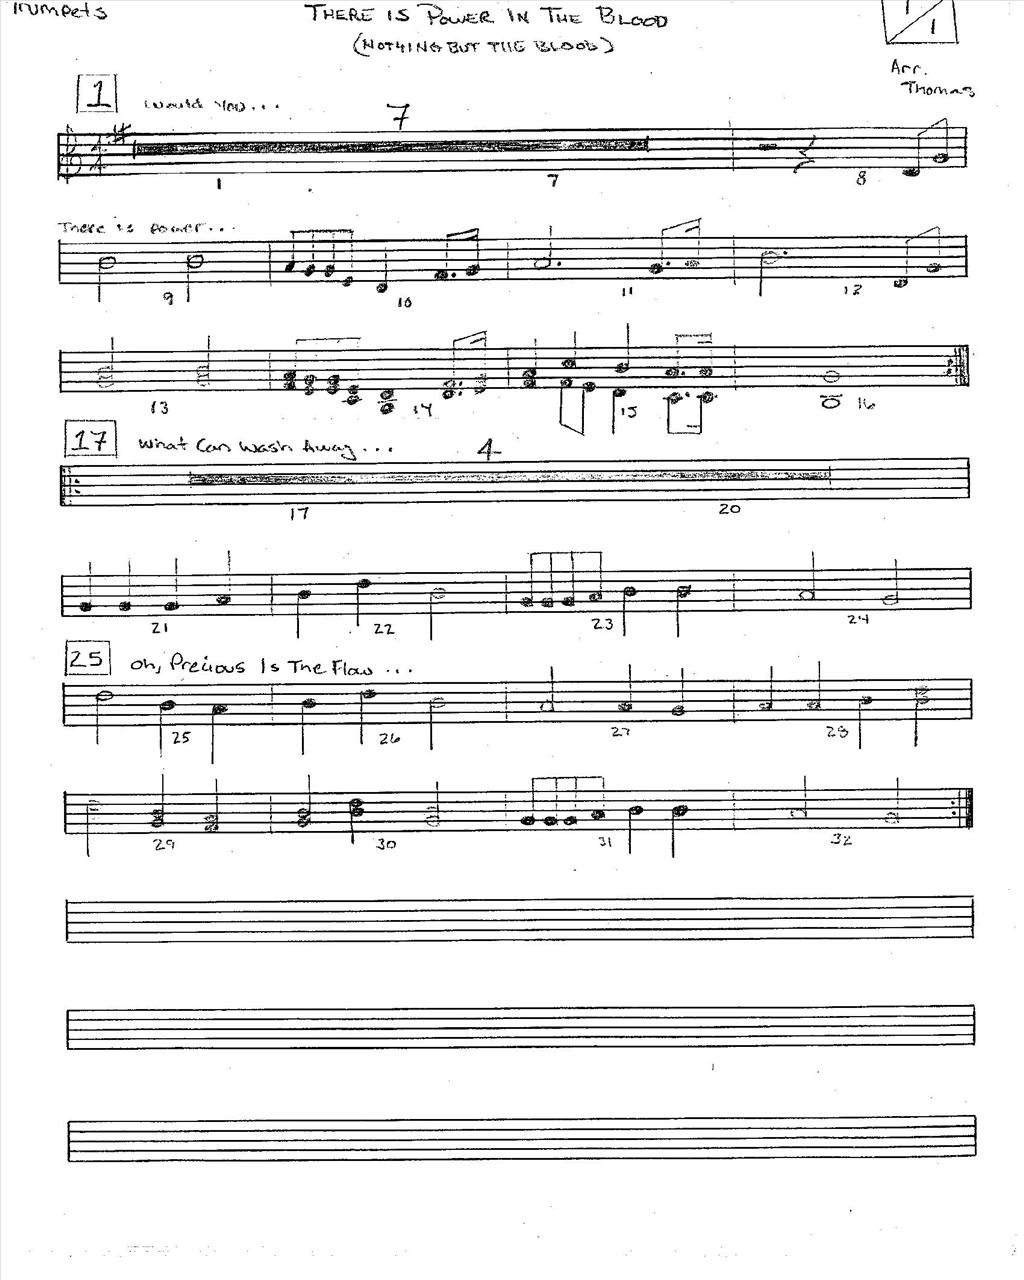 Trumpets
There Is Power In The Blood
(Nothing But The Blood)
1
1
Arr.
Thomas
1 Would You...
7
4
4
1 7 8
There is Power...
9 10 11 12
13 14 15 16
17 What Can Wash Away... 4
17 20
21 22 23 24
25 Oh, Precious Is The Flow...
25 26 27 28
29 30 31 32